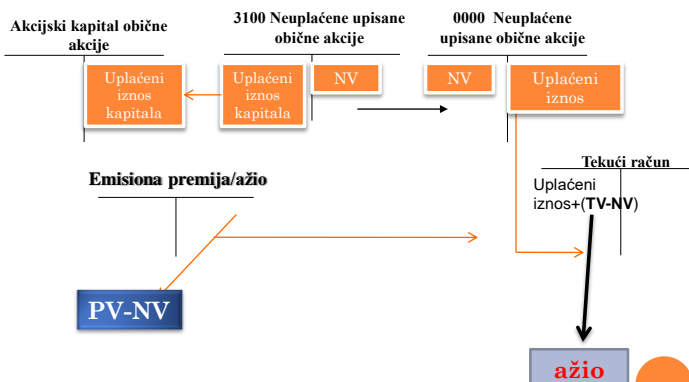 Akcijski kapital obične
akcije
3100 Neuplaćene upisane
obične akcije
0000 Neuplaćene
upisane obične akcije
Uplaćeni
iznos
kapitala
Uplaćeni
iznos
kapitala
NV
NV
Uplaćeni
iznos
Emisiona premija/ažio
Tekući račun
Uplaćeni
iznos+(TV-NV)
PV-NV
ažio